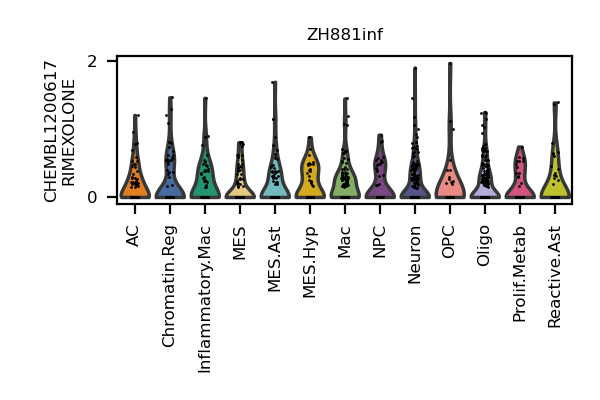 ZH881inf
CHEMBL1200617
RIMEXOLONE
2
0
AC
Chromatin.Reg
Inflammatory.Mac
MES
MES.Ast
MES.Hyp
Mac
NPC
Neuron
OPC
Oligo
Prolif.Metab
Reactive.Ast